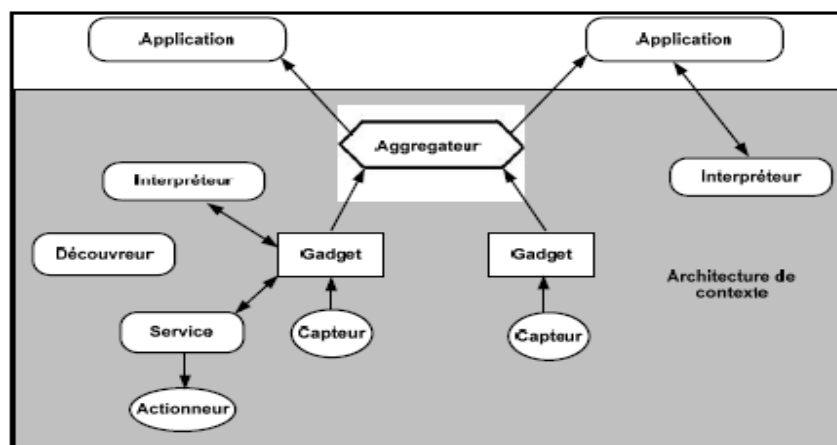 Application
Application
Aggregateur
Interpréteur
Interpréteur
Découvreur
Gadget
Gadget
Architecture de
contexte
Service
Capteur
Capteur
Actionneur